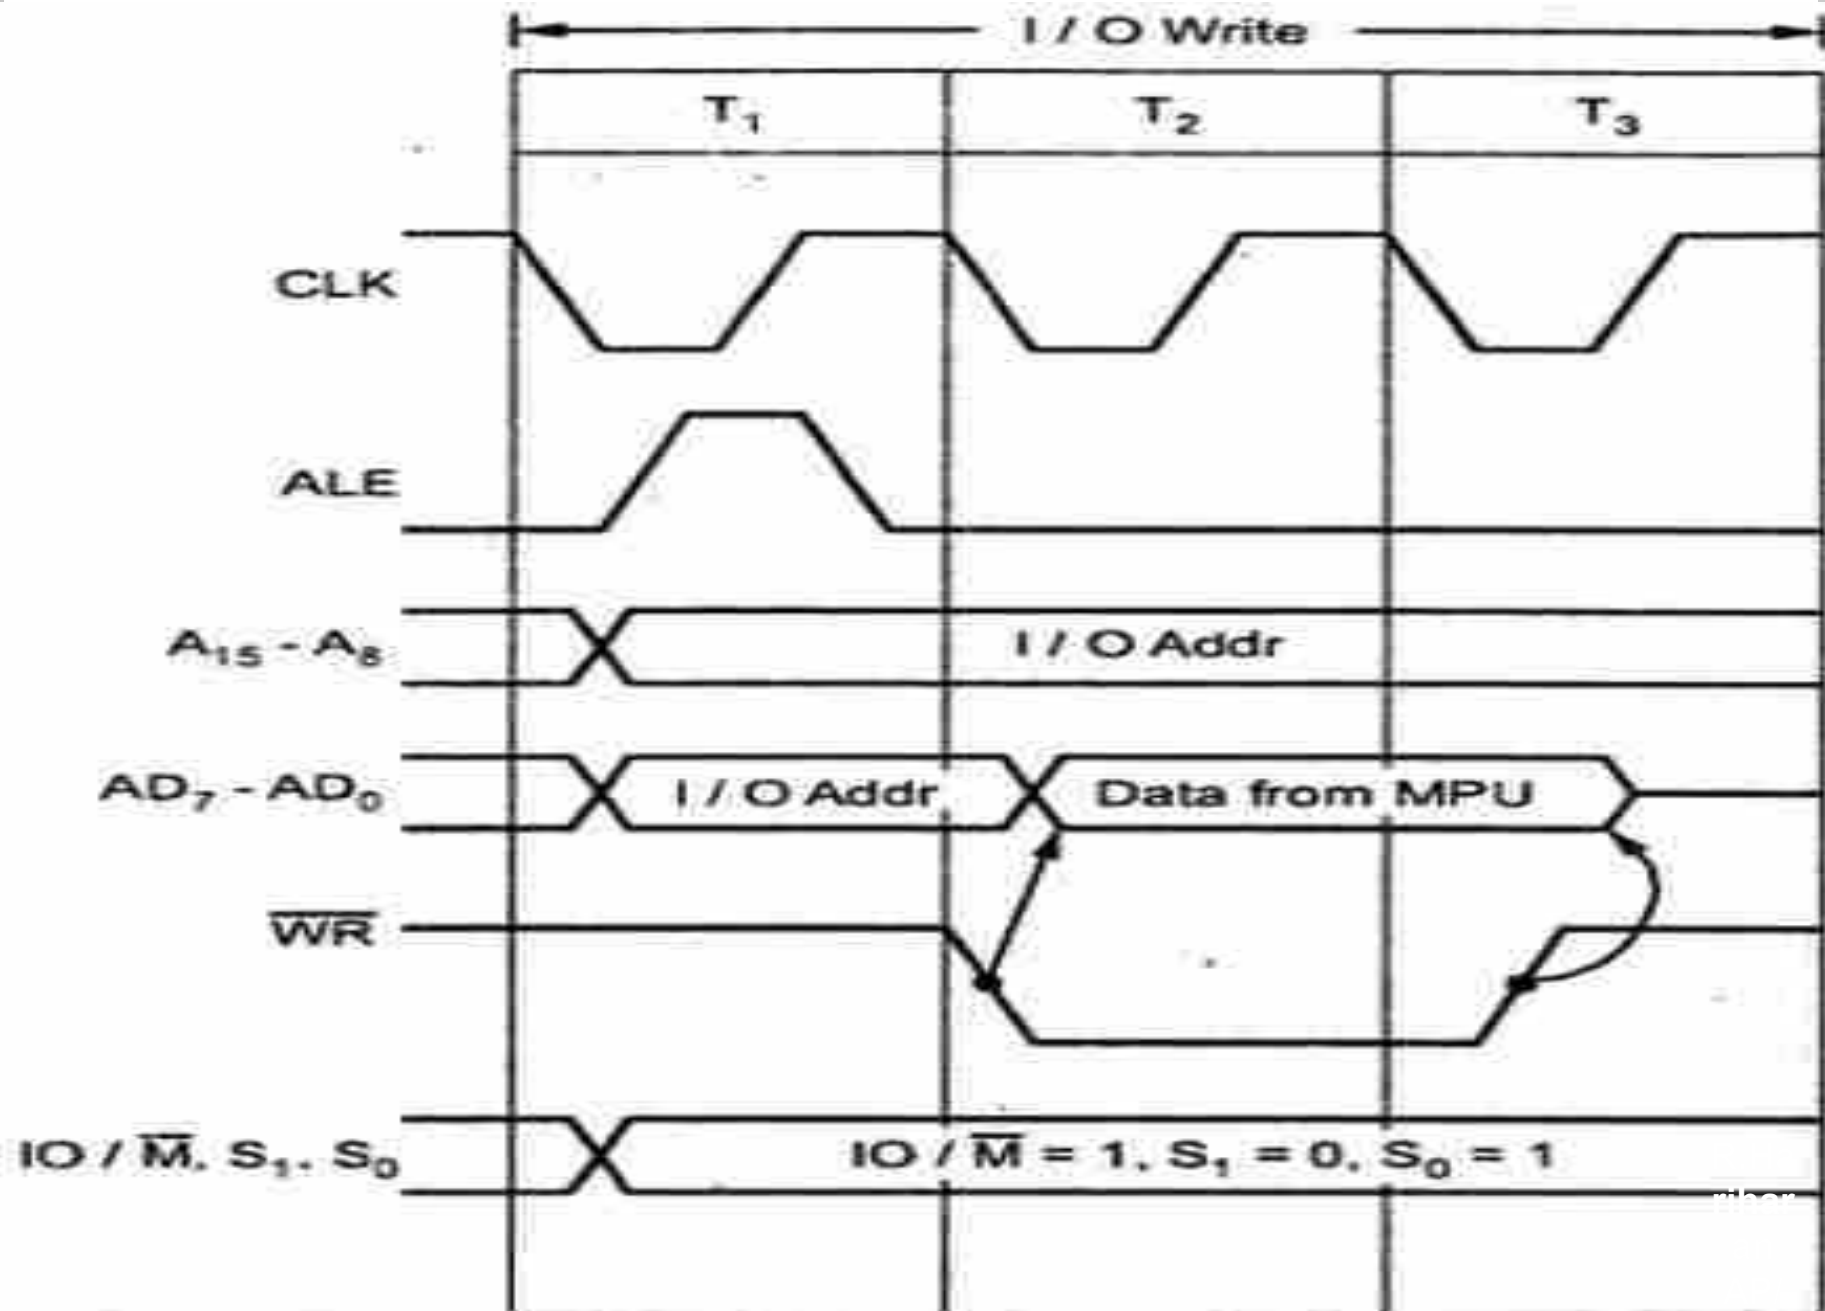 I / O Write
T₁ T₂ T₃
CLK
ALE
A₁₅ - A₈ I / O Addr
AD₇ - AD₀ I / O Addr Data from MPU
W̅R̅
IO / M̅, S₁, S₀ IO / M̅ = 1, S₁ = 0, S₀ = 1